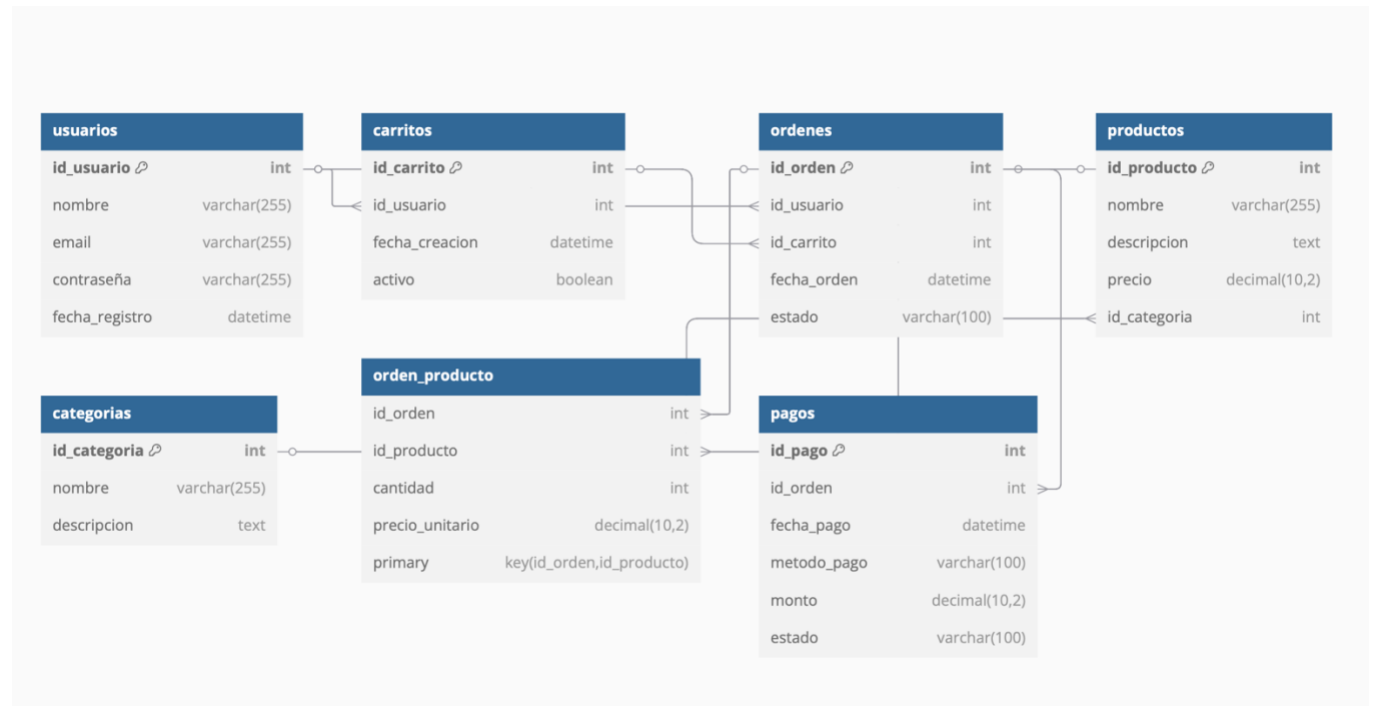 usuarios
id_usuario int
nombre varchar(255)
email varchar(255)
contraseña varchar(255)
fecha_registro datetime
carritos
id_carrito int
id_usuario int
fecha_creacion datetime
activo boolean
ordenes
id_orden int
id_usuario int
id_carrito int
fecha_orden datetime
estado varchar(100)
productos
id_producto int
nombre varchar(255)
descripcion text
precio decimal(10,2)
id_categoria int
categorias
id_categoria int
nombre varchar(255)
descripcion text
orden_producto
id_orden int
id_producto int
cantidad int
precio_unitario decimal(10,2)
primary key(id_orden,id_producto)
pagos
id_pago int
id_orden int
fecha_pago datetime
metodo_pago varchar(100)
monto decimal(10,2)
estado varchar(100)